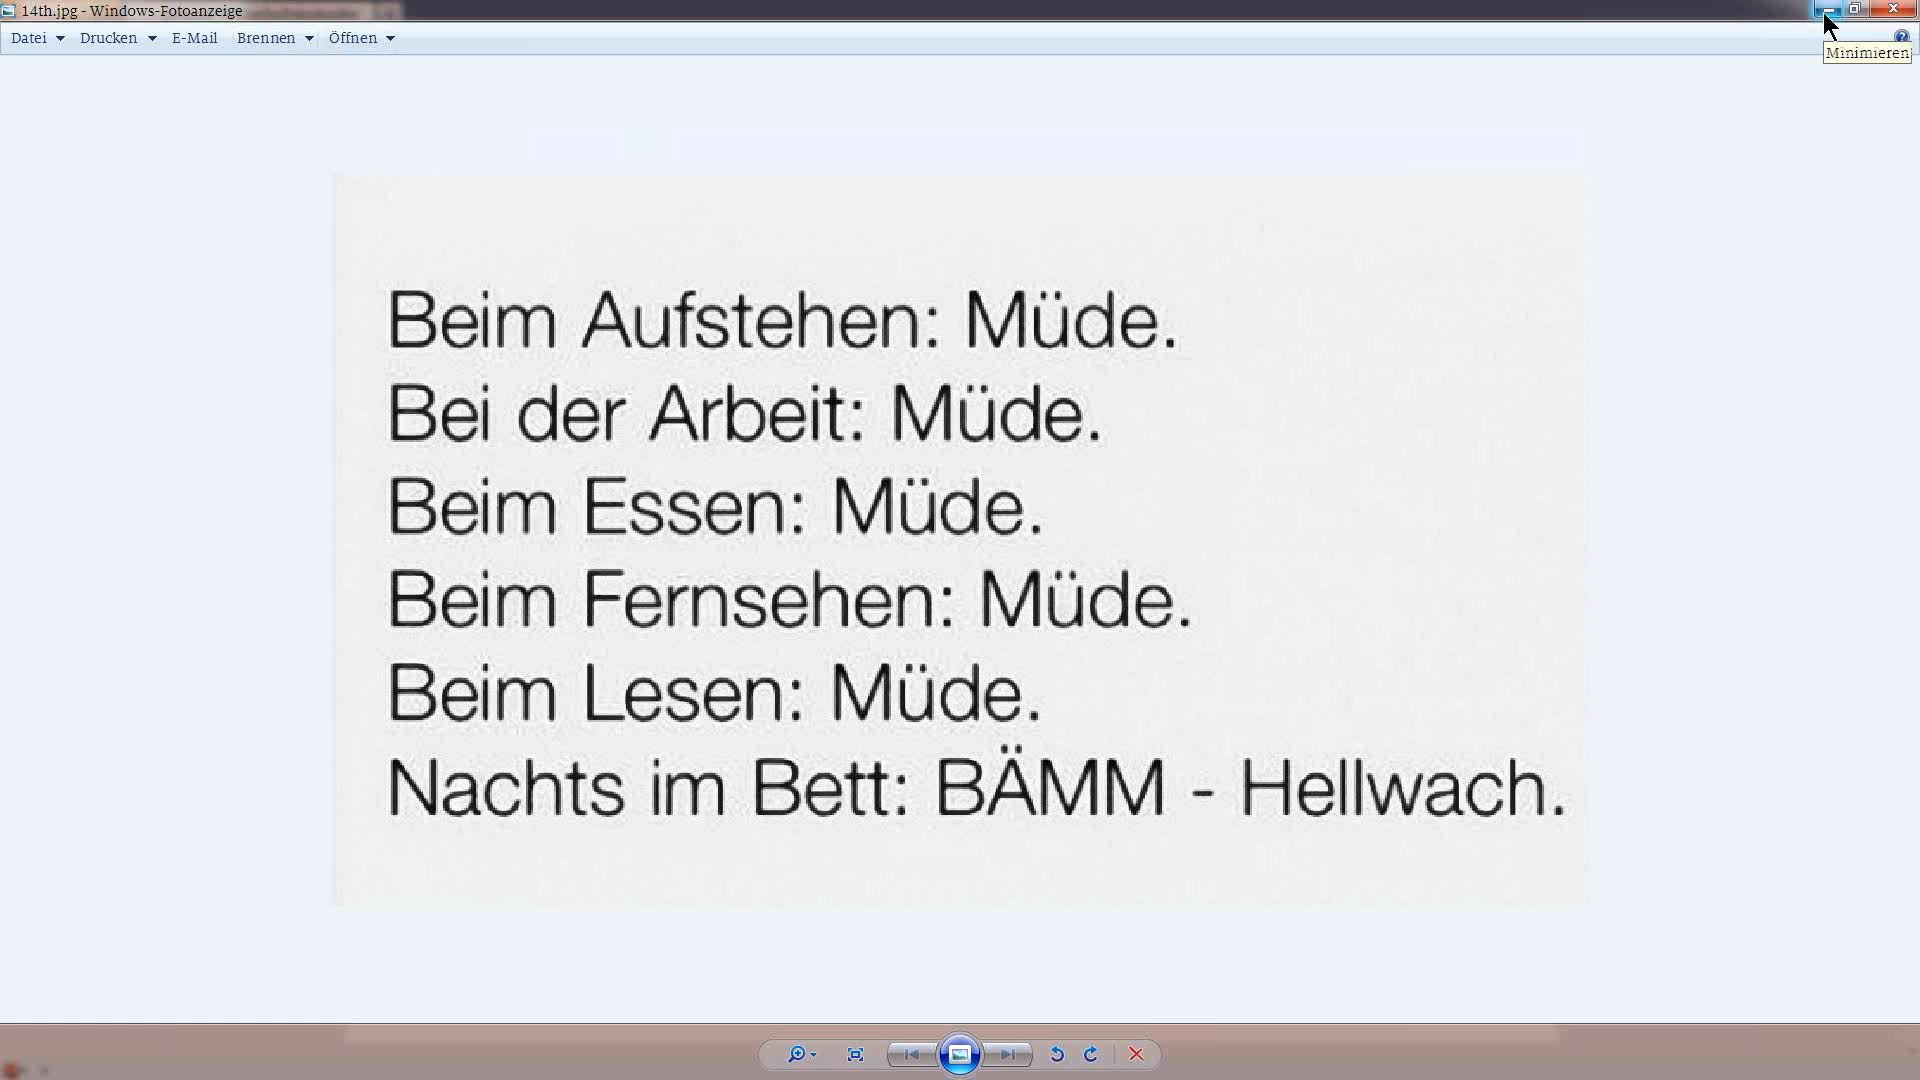 14th.jpg - Windows-Fotoanzeige
Datei Drucken E-Mail Brennen Öffnen
Minimieren
Beim Aufstehen: Müde.
Bei der Arbeit: Müde.
Beim Essen: Müde.
Beim Fernsehen: Müde.
Beim Lesen: Müde.
Nachts im Bett: BÄMM - Hellwach.